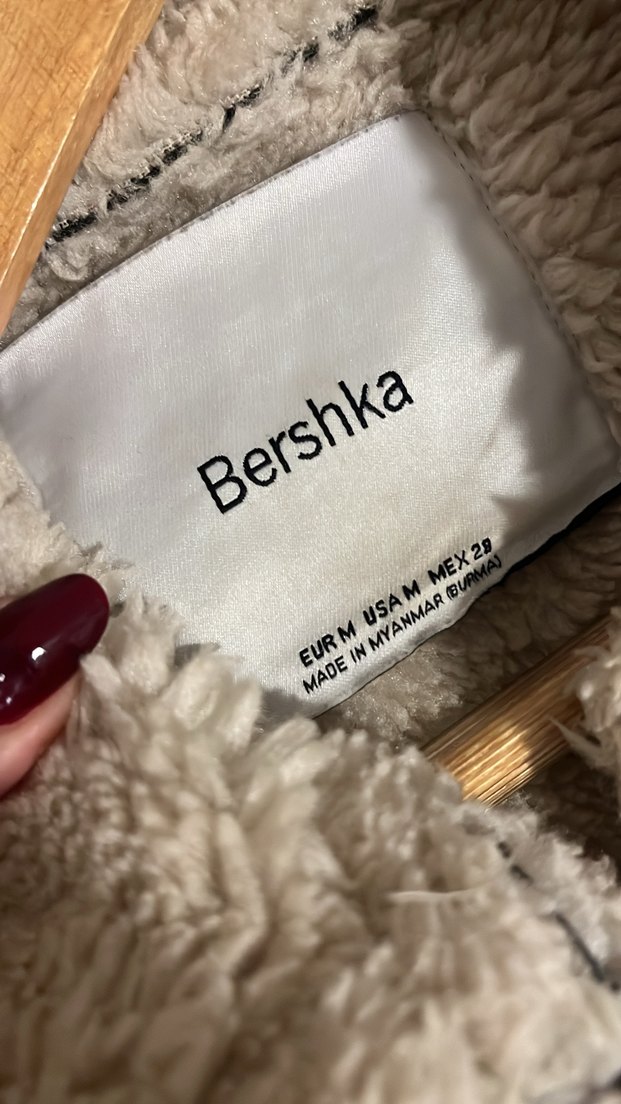 Bershka
EUR M USA M MEX 28
MADE IN MYANMAR (BURMA)